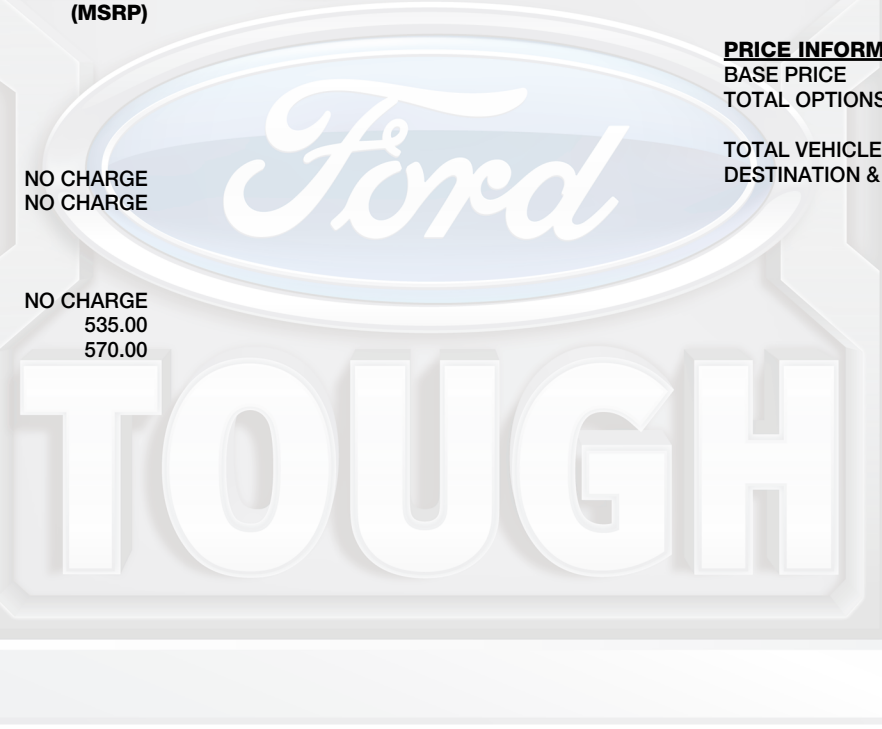 (MSRP)
NO CHARGE
NO CHARGE
NO CHARGE
535.00
570.00
PRICE INFORM
BASE PRICE
TOTAL OPTIONS
TOTAL VEHICLE
DESTINATION &
Ford
TOUGH